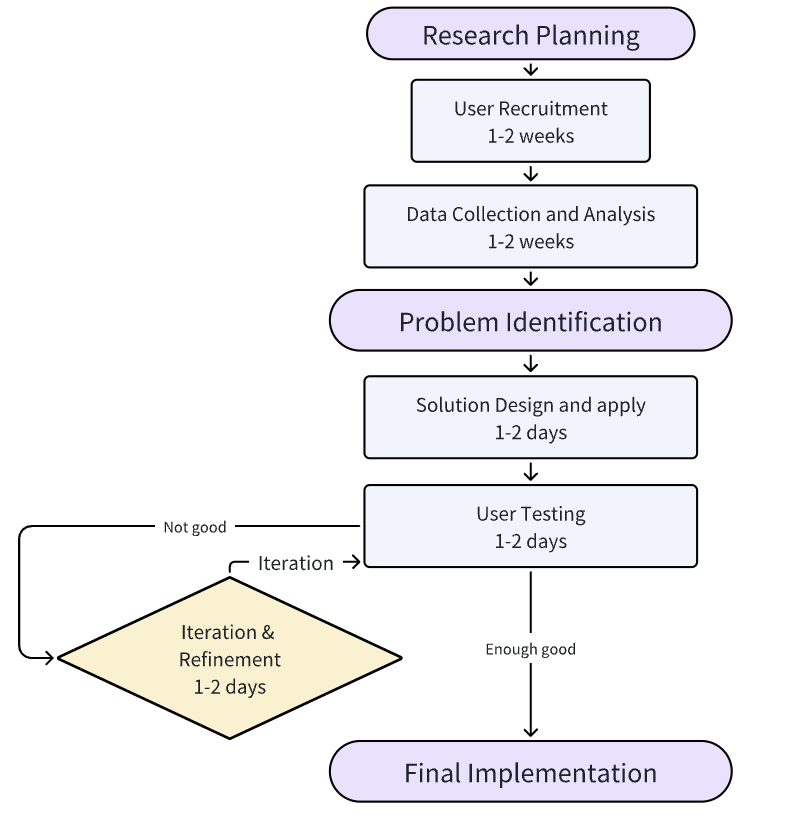 Research Planning
User Recruitment
1-2 weeks
Data Collection and Analysis
1-2 weeks
Problem Identification
Solution Design and apply
1-2 days
User Testing
1-2 days
Not good
Iteration
Iteration &
Refinement
1-2 days
Enough good
Final Implementation